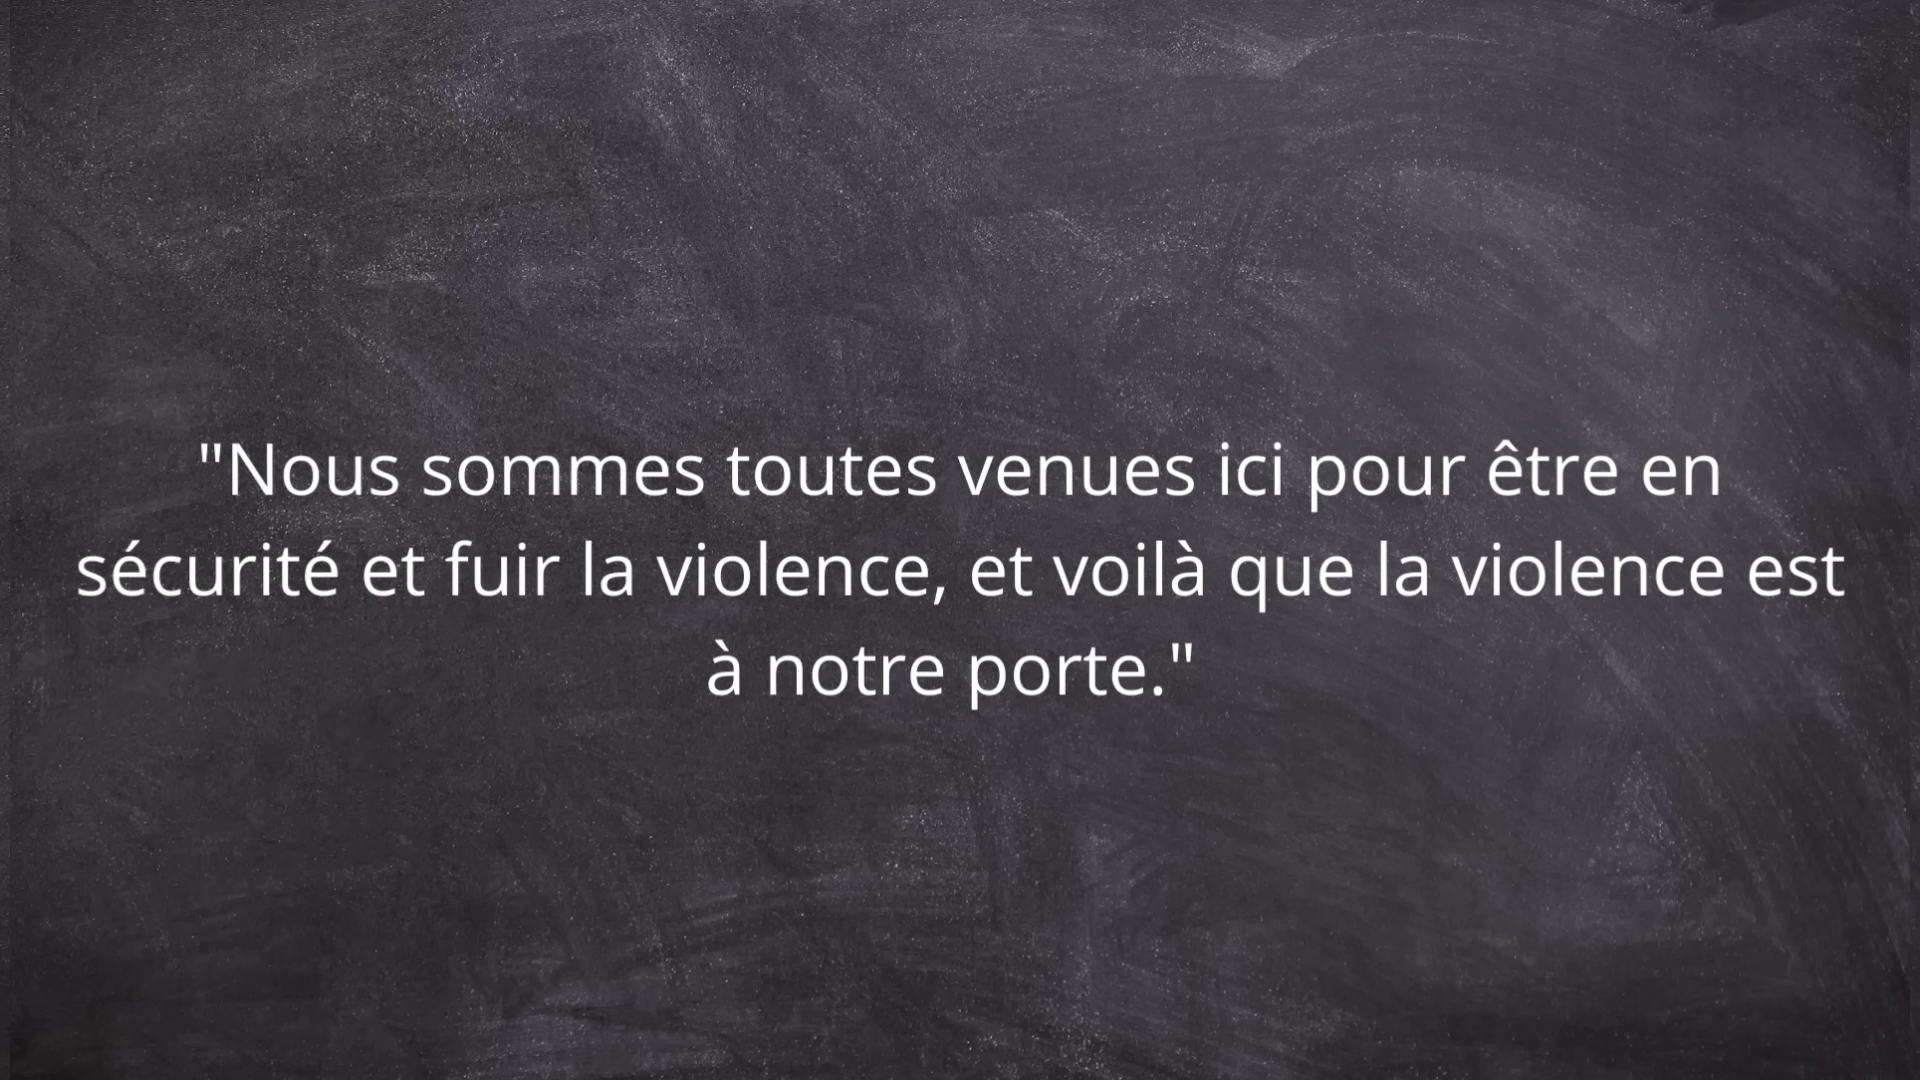 "Nous sommes toutes venues ici pour être en
sécurité et fuir la violence, et voilà que la violence est
à notre porte."